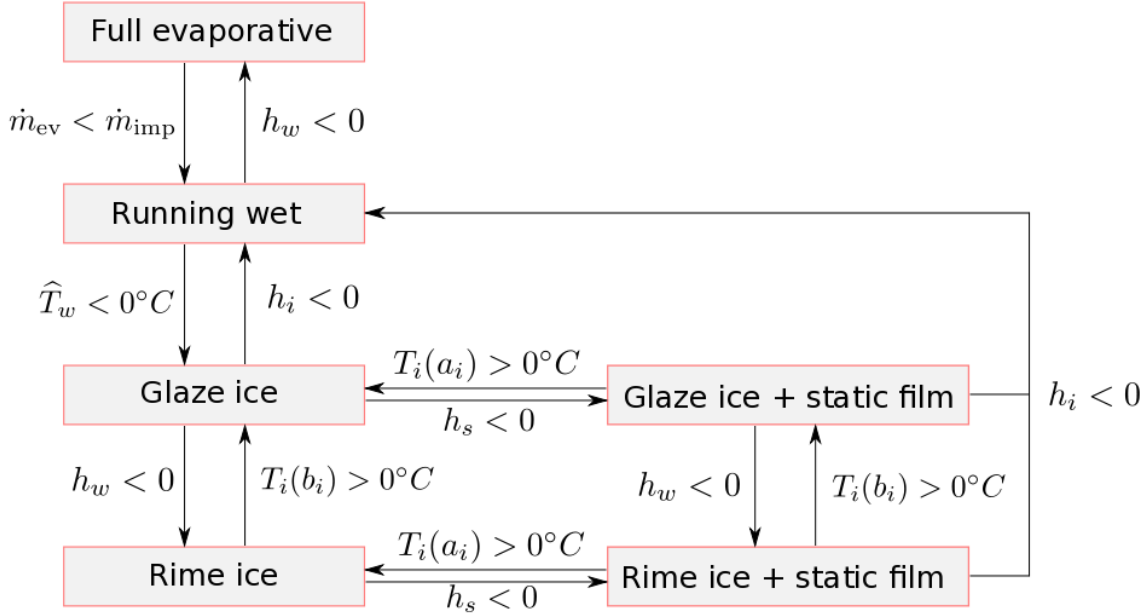 Full evaporative
ṁ_ev < ṁ_imp
h_w < 0
Running wet
T̂_w < 0°C
h_i < 0
T_i(a_i) > 0°C
Glaze ice
Glaze ice + static film
h_i < 0
h_s < 0
h_w < 0
T_i(b_i) > 0°C
h_w < 0
T_i(b_i) > 0°C
T_i(a_i) > 0°C
Rime ice
Rime ice + static film
h_s < 0